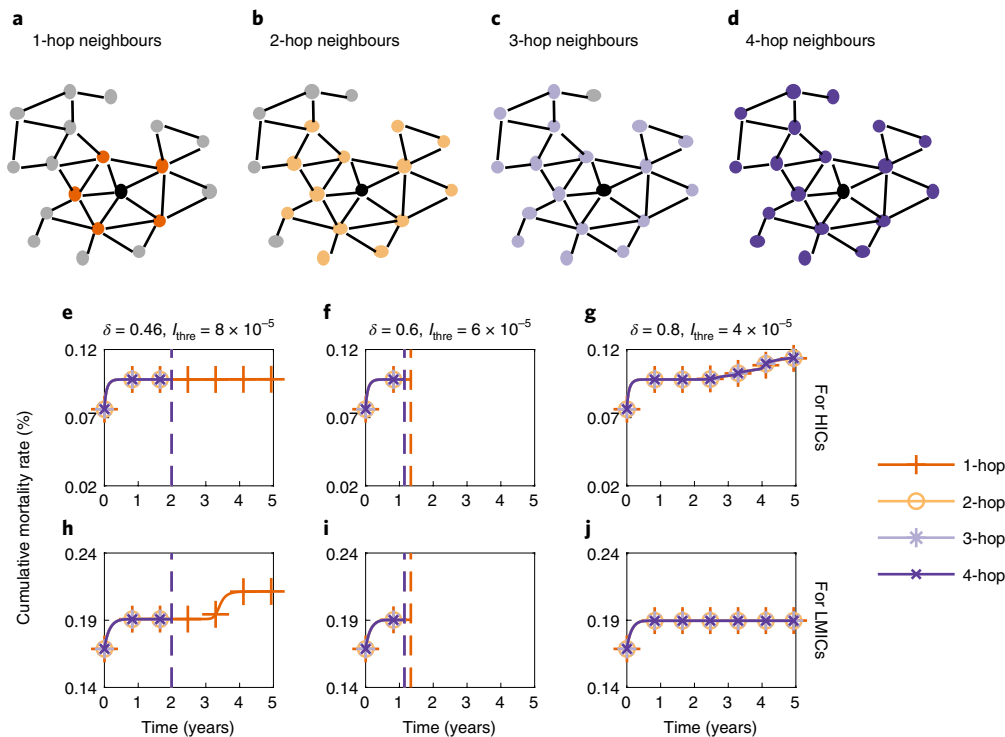 a
1-hop neighbours
b
2-hop neighbours
c
3-hop neighbours
d
4-hop neighbours
e
δ = 0.46, I_thre = 8 × 10⁻⁵
f
δ = 0.6, I_thre = 6 × 10⁻⁵
g
δ = 0.8, I_thre = 4 × 10⁻⁵
Cumulative mortality rate (%)
0.12
0.07
0.02
0 1 2 3 4 5
0.12
0.07
0.02
0 1 2 3 4 5
0.12
0.07
0.02
0 1 2 3 4 5
For HICs
h
0.24
0.19
0.14
0 1 2 3 4 5
Time (years)
i
0.24
0.19
0.14
0 1 2 3 4 5
Time (years)
j
0.24
0.19
0.14
0 1 2 3 4 5
Time (years)
For LMICs
1-hop
2-hop
3-hop
4-hop